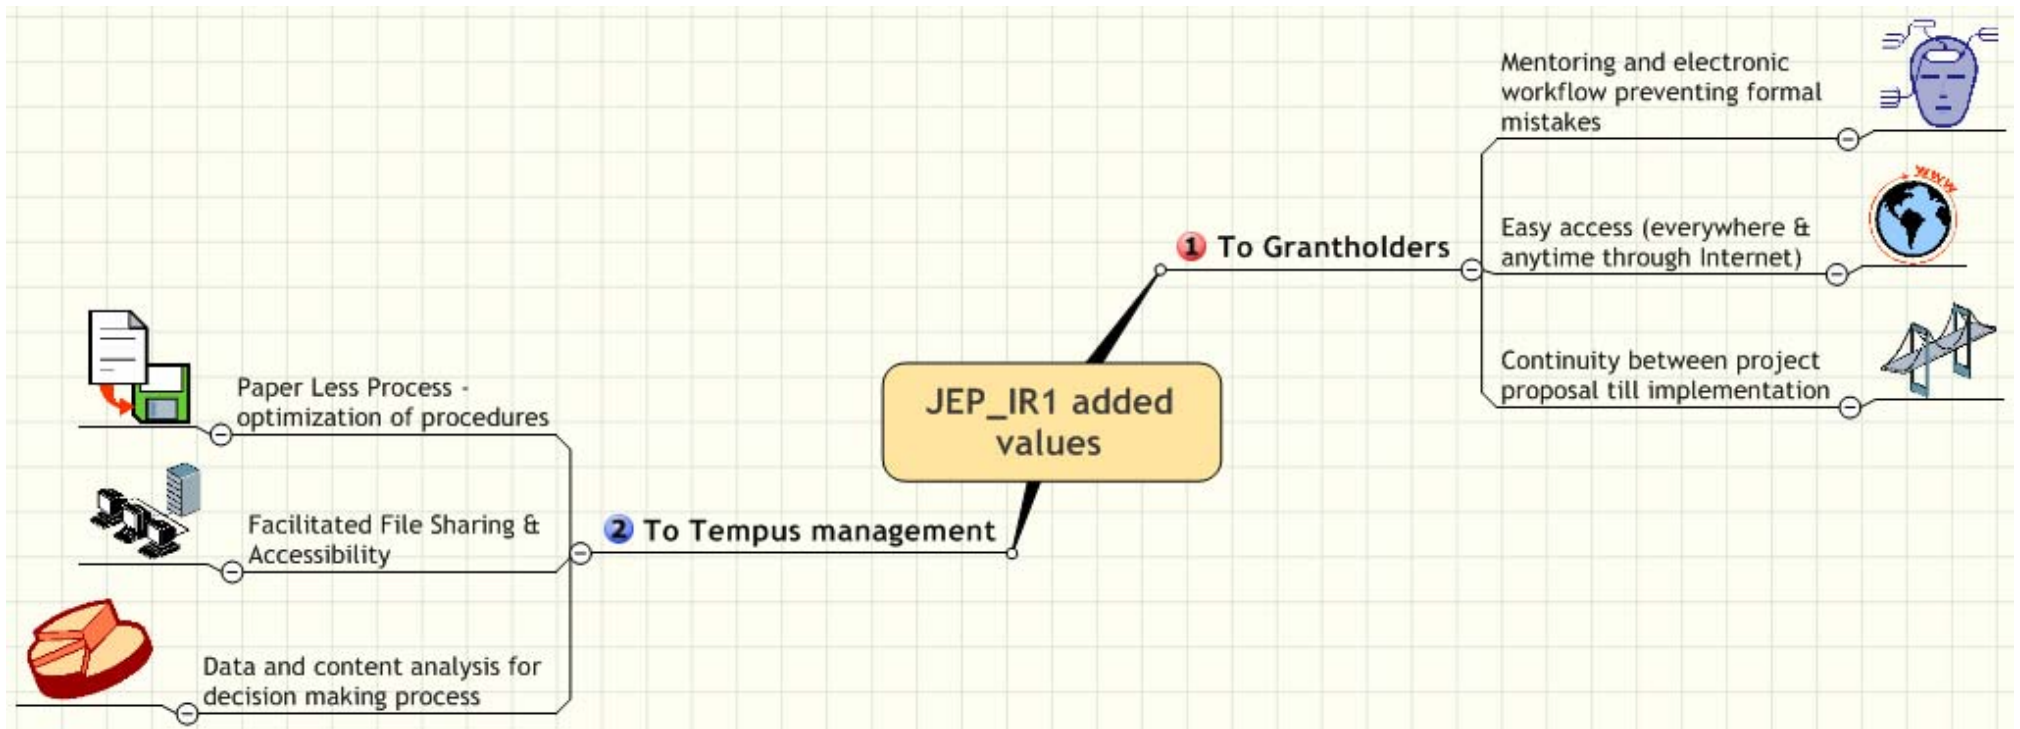 JEP_IR1 added
values
1 To Grantholders
Mentoring and electronic
workflow preventing formal
mistakes
www
Easy access (everywhere &
anytime through Internet)
Continuity between project
proposal till implementation
2 To Tempus management
Paper Less Process -
optimization of procedures
Facilitated File Sharing &
Accessibility
Data and content analysis for
decision making process